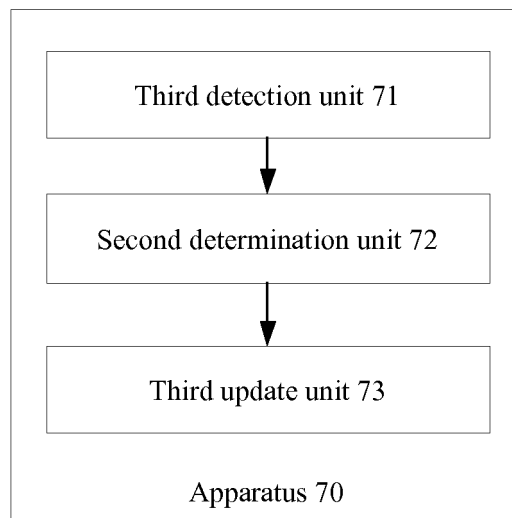 Third detection unit 71
Second determination unit 72
Third update unit 73
Apparatus 70